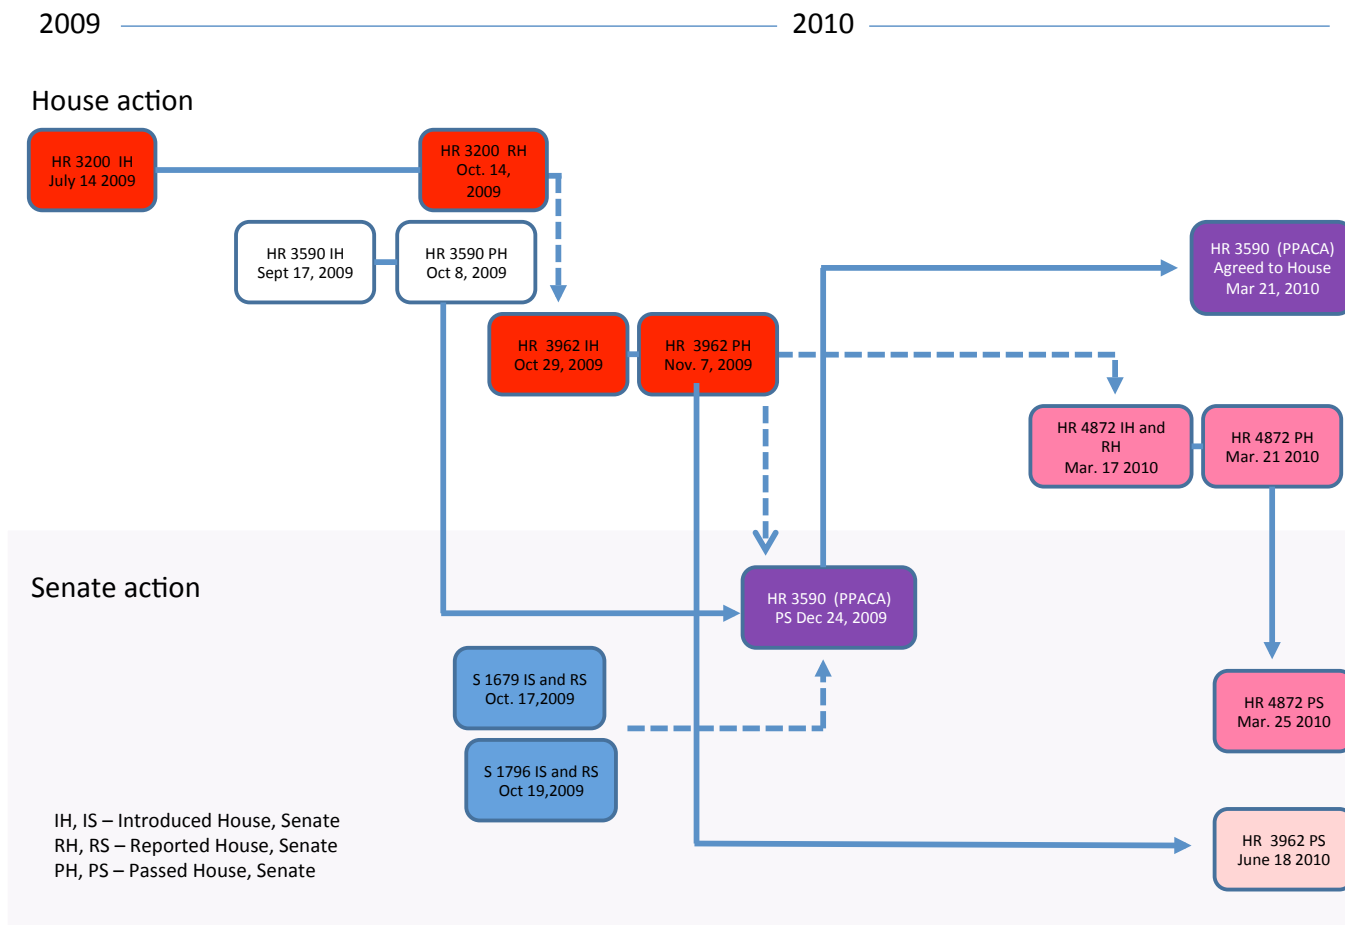 2009
2010
House action
HR 3200 IH
July 14 2009
HR 3200 RH
Oct. 14,
2009
HR 3590 IH
Sept 17, 2009
HR 3590 PH
Oct 8, 2009
HR 3590 (PPACA)
Agreed to House
Mar 21, 2010
HR 3962 IH
Oct 29, 2009
HR 3962 PH
Nov. 7, 2009
HR 4872 IH and
RH
Mar. 17 2010
HR 4872 PH
Mar. 21 2010
Senate action
HR 3590 (PPACA)
PS Dec 24, 2009
S 1679 IS and RS
Oct. 17,2009
HR 4872 PS
Mar. 25 2010
S 1796 IS and RS
Oct 19,2009
HR 3962 PS
June 18 2010
IH, IS – Introduced House, Senate
RH, RS – Reported House, Senate
PH, PS – Passed House, Senate